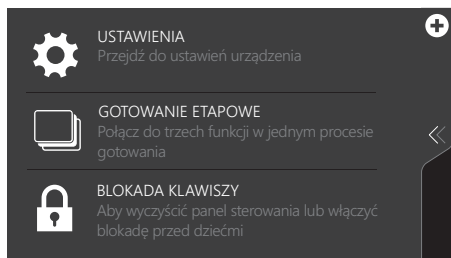 USTAWIENIA
Przejdź do ustawień urządzenia
GOTOWANIE ETAPOWE
Połącz do trzech funkcji w jednym procesie
gotowania
BLOKADA KLAWISZY
Aby wyczyścić panel sterowania lub włączyć
blokadę przed dziećmi